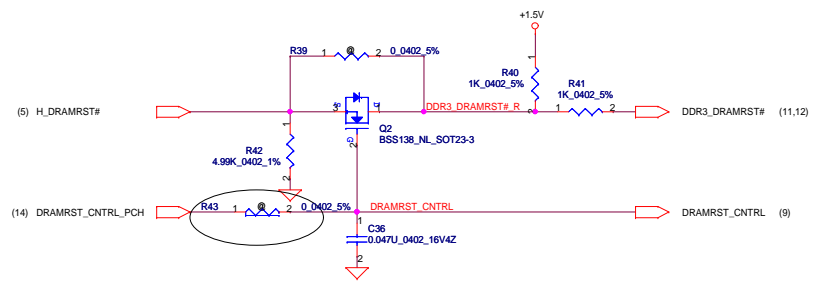 +1.5V
R39 1 @ 2 0_0402_5%
R40
1K_0402_5%
1
2
R41
1K_0402_5%
1 2
(5) H_DRAMRST#
3 1
DDR3_DRAMRST#_R
DDR3_DRAMRST# (11,12)
Q2
BSS138_NL_SOT23-3
2
1
R42
4.99K_0402_1%
2
(14) DRAMRST_CNTRL_PCH
R43 1 @ 2 0_0402_5%
DRAMRST_CNTRL
DRAMRST_CNTRL (9)
1
C36
0.047U_0402_16V4Z
2